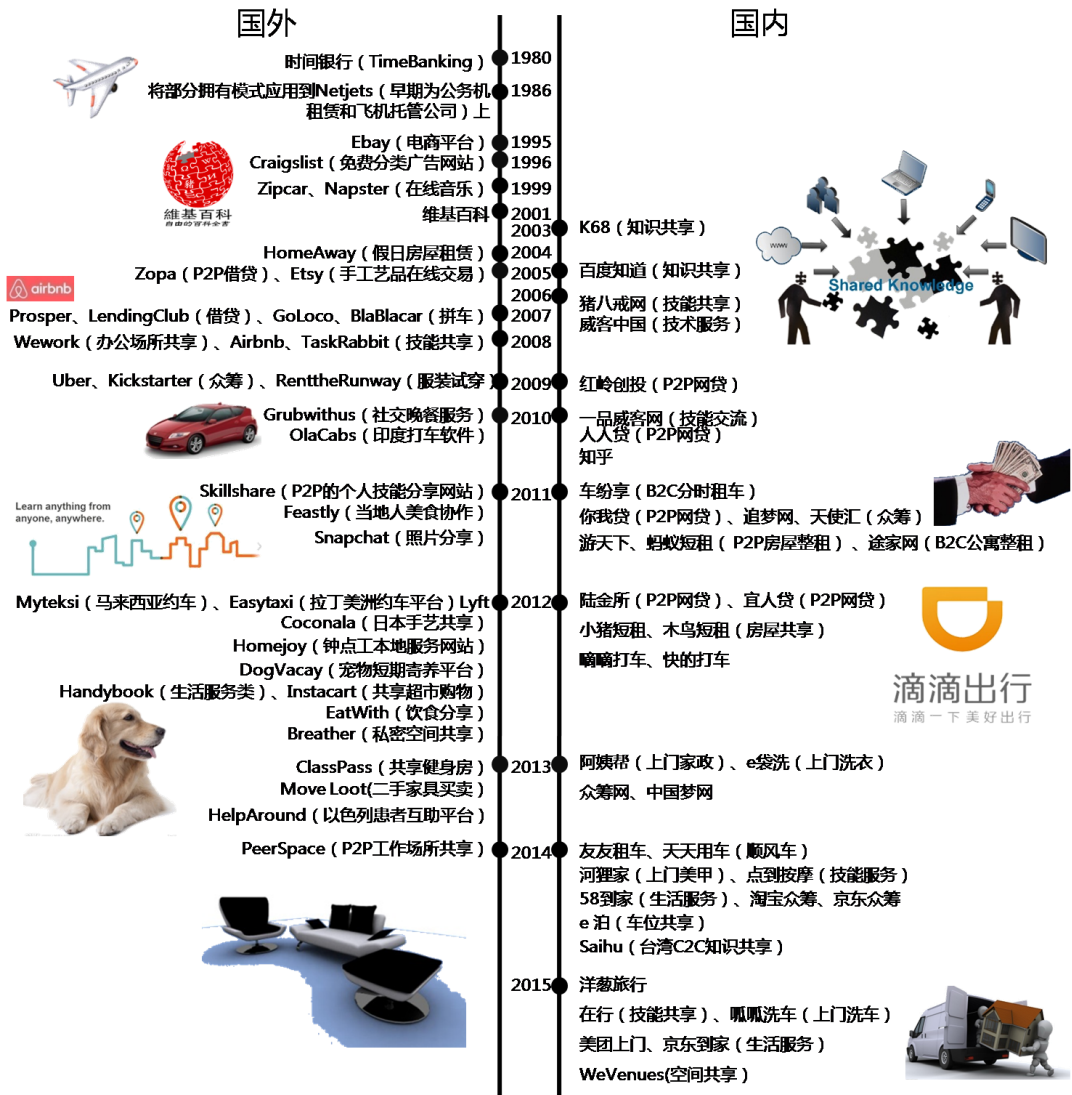 国外
国内
时间银行（TimeBanking）
1980
将部分拥有模式应用到Netjets（早期为公务机
1986
租赁和飞机托管公司）上
Ebay（电商平台）
1995
Craigslist（免费分类广告网站）
1996
Zipcar、Napster（在线音乐）
1999
維基百科
自由的百科全書
维基百科
2001
2003
K68（知识共享）
www
HomeAway（假日房屋租赁）
2004
Zopa（P2P借贷）、Etsy（手工艺品在线交易）
2005
百度知道（知识共享）
Shared Knowledge
airbnb
2006
猪八戒网（技能共享）
Prosper、LendingClub（借贷）、GoLoco、BlaBlacar（拼车）
2007
威客中国（技术服务）
Wework（办公场所共享）、Airbnb、TaskRabbit（技能共享）
2008
Uber、Kickstarter（众筹）、RenttheRunway（服装试穿）
2009
红岭创投（P2P网贷）
Grubwithus（社交晚餐服务）
2010
一品威客网（技能交流）
OlaCabs（印度打车软件）
人人贷（P2P网贷）
知乎
Skillshare（P2P的个人技能分享网站）
2011
车纷享（B2C分时租车）
Learn anything from
anyone, anywhere.
Feastly（当地人美食协作）
你我贷（P2P网贷）、追梦网、天使汇（众筹）
Snapchat（照片分享）
游天下、蚂蚁短租（ P2P房屋整租）、途家网（B2C公寓整租）
Myteksi（马来西亚约车）、Easytaxi（拉丁美洲约车平台）Lyft
2012
陆金所（P2P网贷）、宜人贷（P2P网贷）
Coconala（日本手艺共享）
小猪短租、木鸟短租（房屋共享）
Homejoy（钟点工本地服务网站）
嘀嘀打车、快的打车
DogVacay（宠物短期寄养平台）
Handybook（生活服务类）、Instacart（共享超市购物）
滴滴出行
滴滴一下 美好出行
EatWith（饮食分享）
Breather（私密空间共享）
ClassPass（共享健身房）
2013
阿姨帮（上门家政）、e袋洗（上门洗衣）
Move Loot(二手家具买卖）
众筹网、中国梦网
HelpAround（以色列患者互助平台）
PeerSpace（P2P工作场所共享）
2014
友友租车、天天用车（顺风车）
河狸家（上门美甲）、点到按摩（技能服务）
58到家（生活服务）、淘宝众筹、京东众筹
e 泊（车位共享）
Saihu（台湾C2C知识共享）
2015
洋葱旅行
在行（技能共享）、呱呱洗车（上门洗车）
美团上门、京东到家（生活服务）
WeVenues(空间共享）